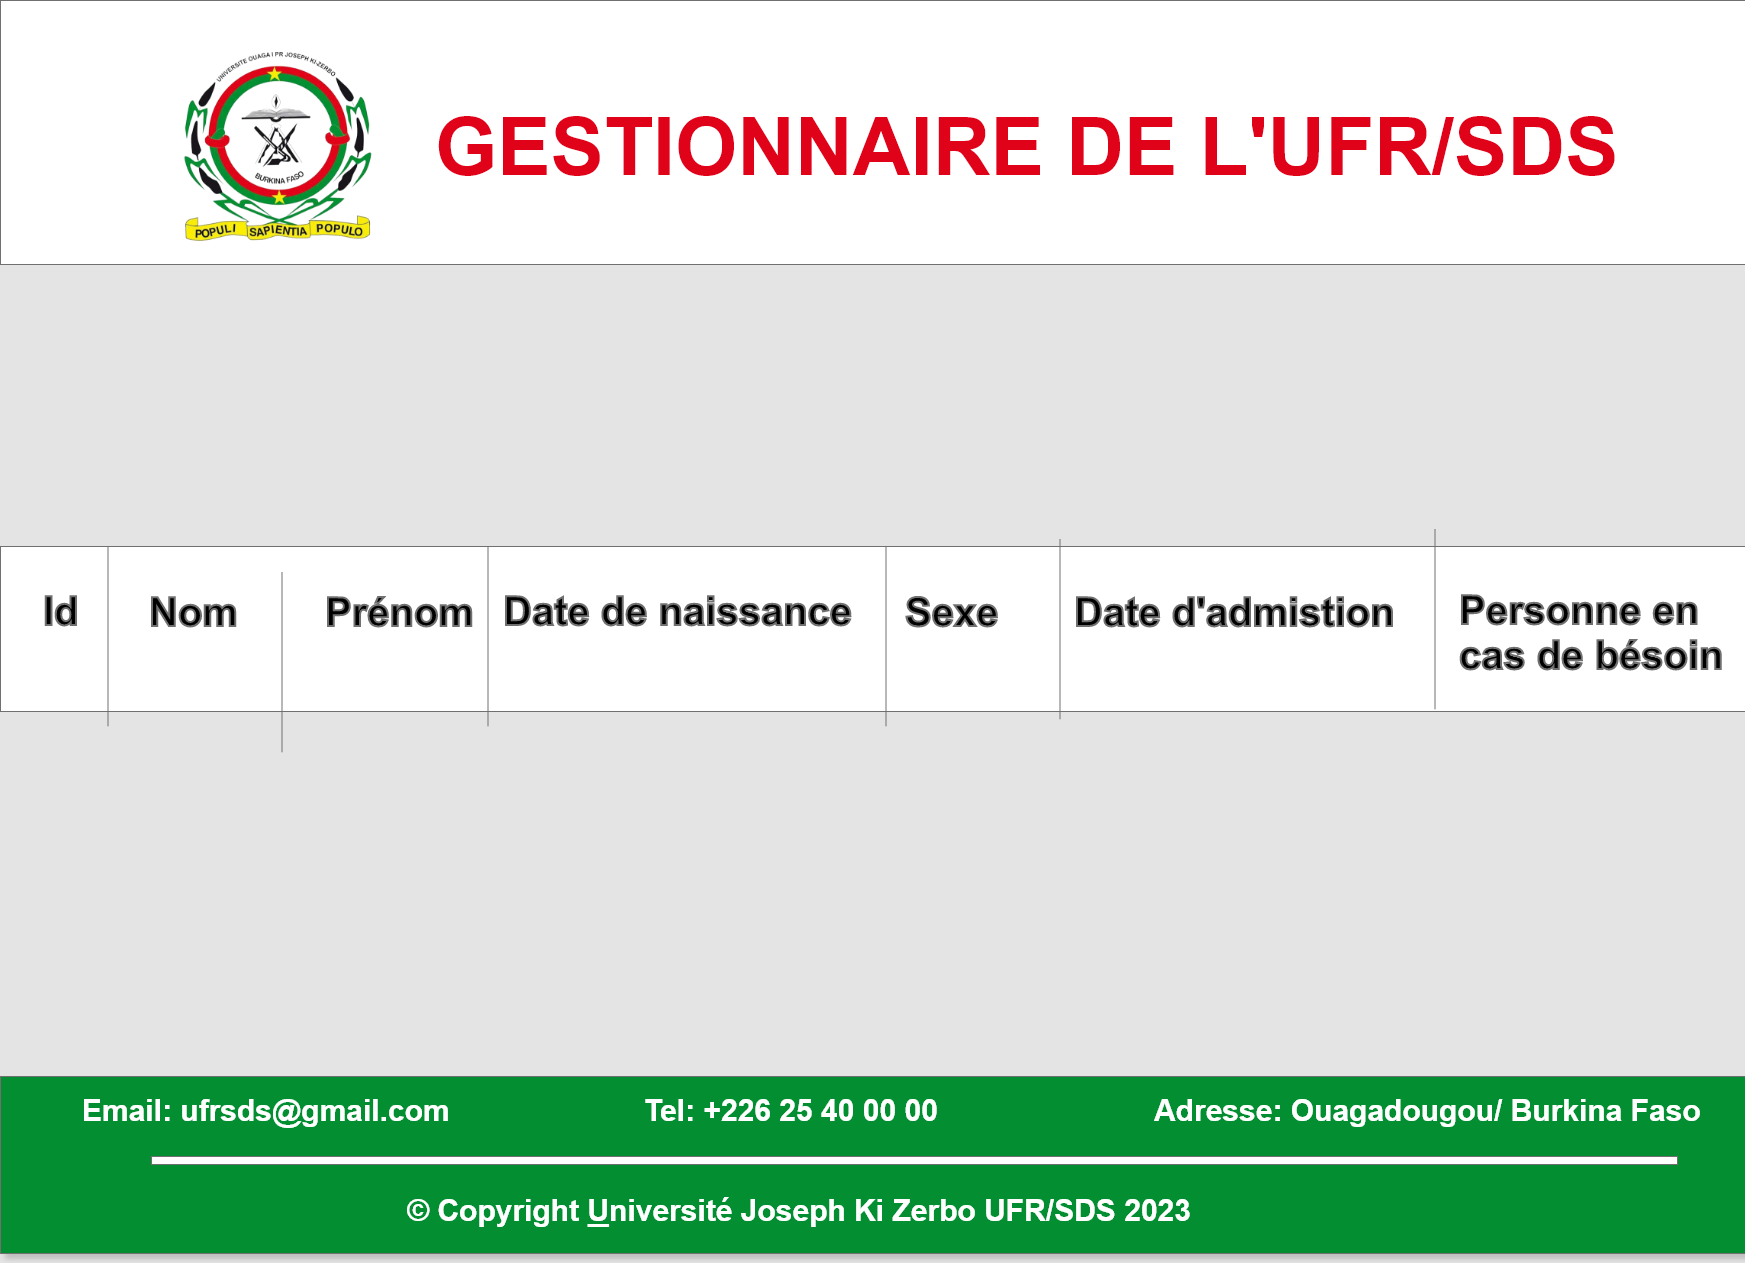 UNIVERSITE OUAGA I PR JOSEPH KI-ZERBO
BURKINA FASO
POPULI SAPIENTIA POPULO
GESTIONNAIRE DE L'UFR/SDS
Id Nom Prénom Date de naissance Sexe Date d'admistion Personne en
cas de bésoin
Email: ufrsds@gmail.com Tel: +226 25 40 00 00 Adresse: Ouagadougou/ Burkina Faso
© Copyright Université Joseph Ki Zerbo UFR/SDS 2023